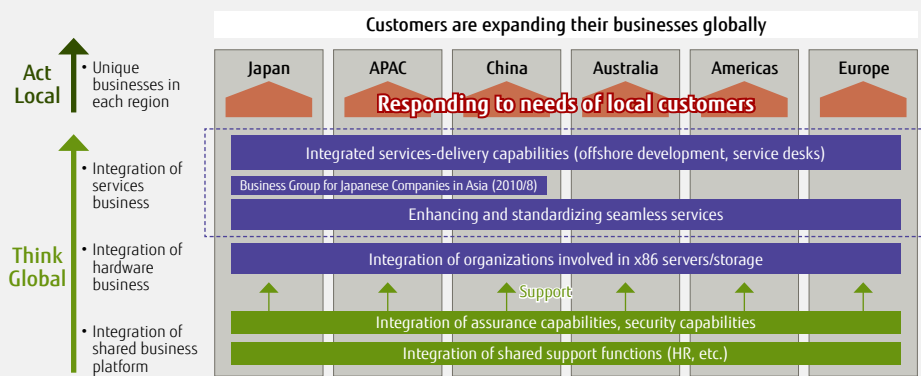 Customers are expanding their businesses globally
Japan
APAC
China
Australia
Americas
Europe
Act
Local
• Unique
businesses in
each region
Responding to needs of local customers
Think
Global
• Integration of
services
business
Integrated services-delivery capabilities (offshore development, service desks)
Business Group for Japanese Companies in Asia (2010/8)
Enhancing and standardizing seamless services
• Integration of
hardware
business
Integration of organizations involved in x86 servers/storage
Support
• Integration of
shared business
platform
Integration of assurance capabilities, security capabilities
Integration of shared support functions (HR, etc.)